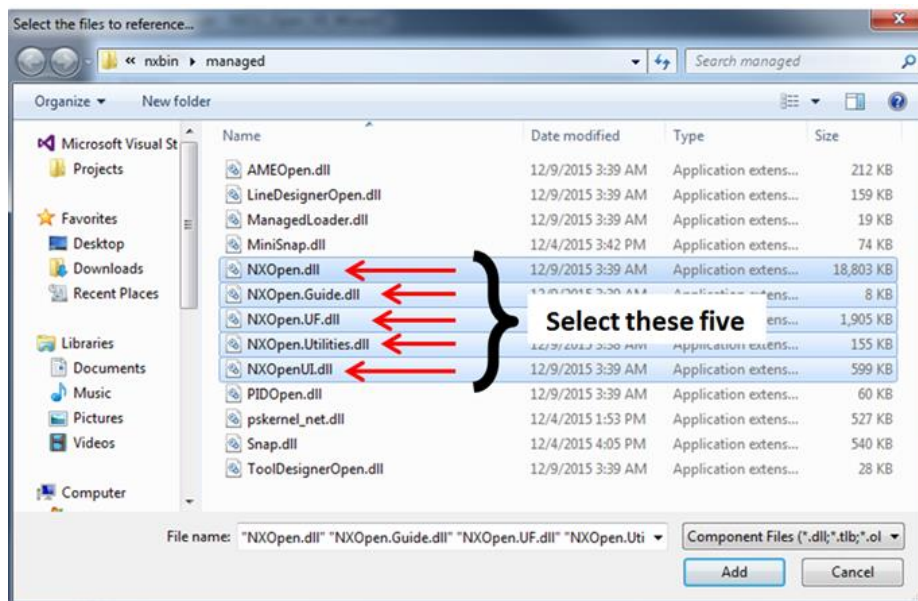 Select the files to reference...
« nxbin ▸ managed
Search managed
Organize ▾ New folder
Name Date modified Type Size
Microsoft Visual St
Projects
Favorites
Desktop
Downloads
Recent Places
Libraries
Documents
Music
Pictures
Videos
Computer
AMEOpen.dll 12/9/2015 3:39 AM Application extens... 212 KB
LineDesignerOpen.dll 12/9/2015 3:39 AM Application extens... 159 KB
ManagedLoader.dll 12/9/2015 3:39 AM Application extens... 19 KB
MiniSnap.dll 12/4/2015 3:42 PM Application extens... 74 KB
NXOpen.dll 12/9/2015 3:39 AM Application extens... 18,803 KB
NXOpen.Guide.dll 8 KB
NXOpen.UF.dll ens... 1,905 KB
NXOpen.Utilities.dll 155 KB
NXOpenUI.dll 12/9/2015 3:39 AM Application extens... 599 KB
PIDOpen.dll 12/9/2015 3:39 AM Application extens... 60 KB
pskernel_net.dll 12/4/2015 1:53 PM Application extens... 527 KB
Snap.dll 12/4/2015 4:05 PM Application extens... 540 KB
ToolDesignerOpen.dll 12/9/2015 3:39 AM Application extens... 28 KB
Select these five
File name: "NXOpen.dll" "NXOpen.Guide.dll" "NXOpen.UF.dll" "NXOpen.Uti
Component Files (*.dll;*.tlb;*.ol
Add Cancel